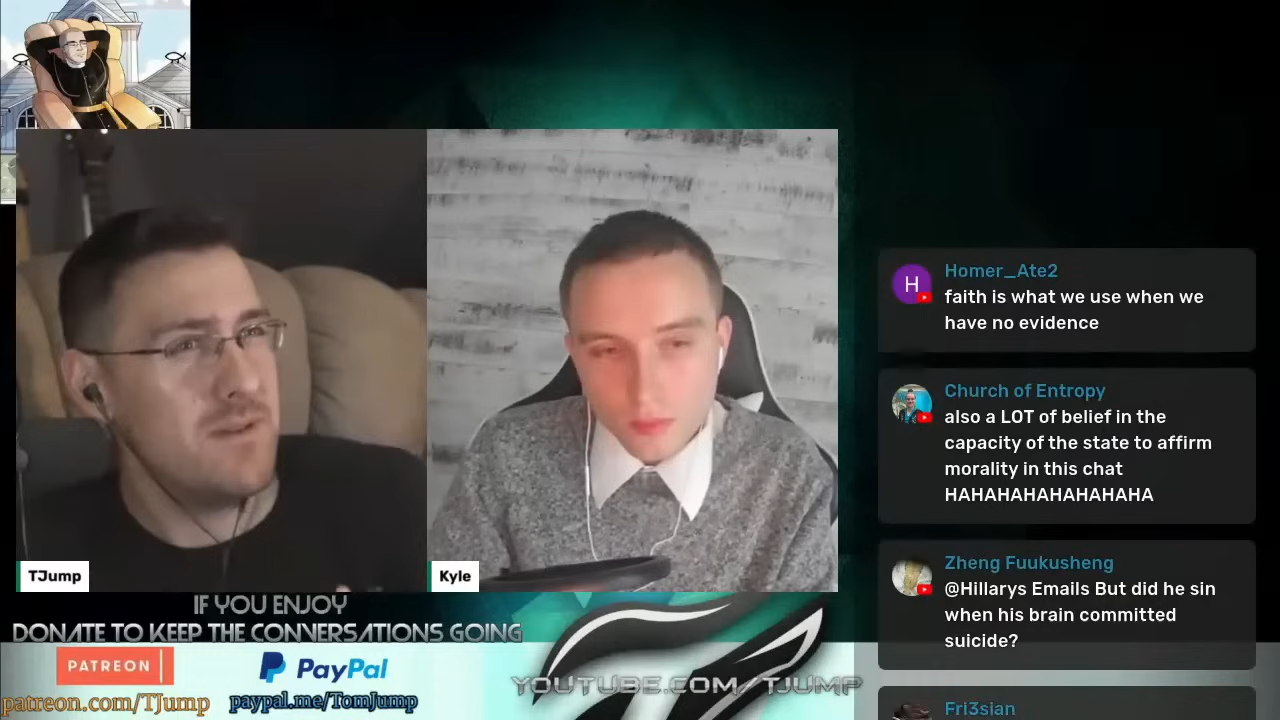 Homer_Ate2
faith is what we use when we
have no evidence
Church of Entropy
also a LOT of belief in the
capacity of the state to affirm
morality in this chat
HAHAHAHAHAHAHAHA
Zheng Fuukusheng
@Hillarys Emails But did he sin
when his brain committed
suicide?
Fri3sian
H
TJump
Kyle
IF YOU ENJOY
DONATE TO KEEP THE CONVERSATIONS GOING
PATREON
PayPal
patreon.com/TJump
paypal.me/TomJump
YOUTUBE.COM/TJUMP